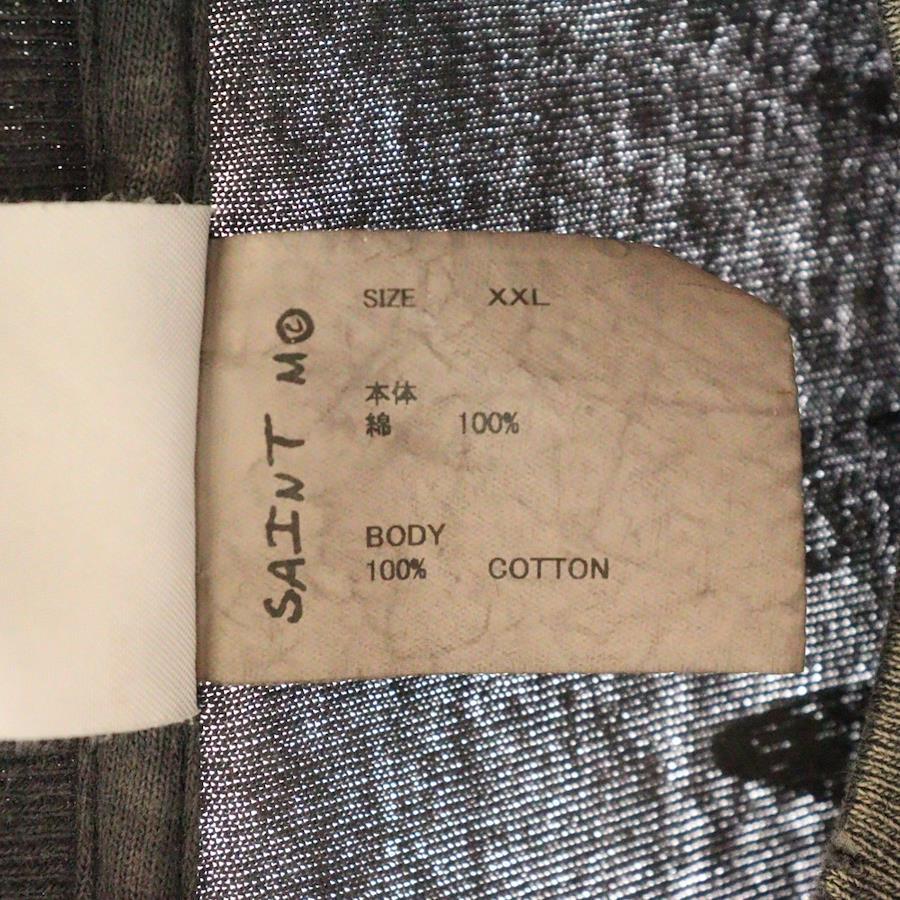 SAINT M©
SIZE XXL
本体
綿 100%
BODY
100% COTTON